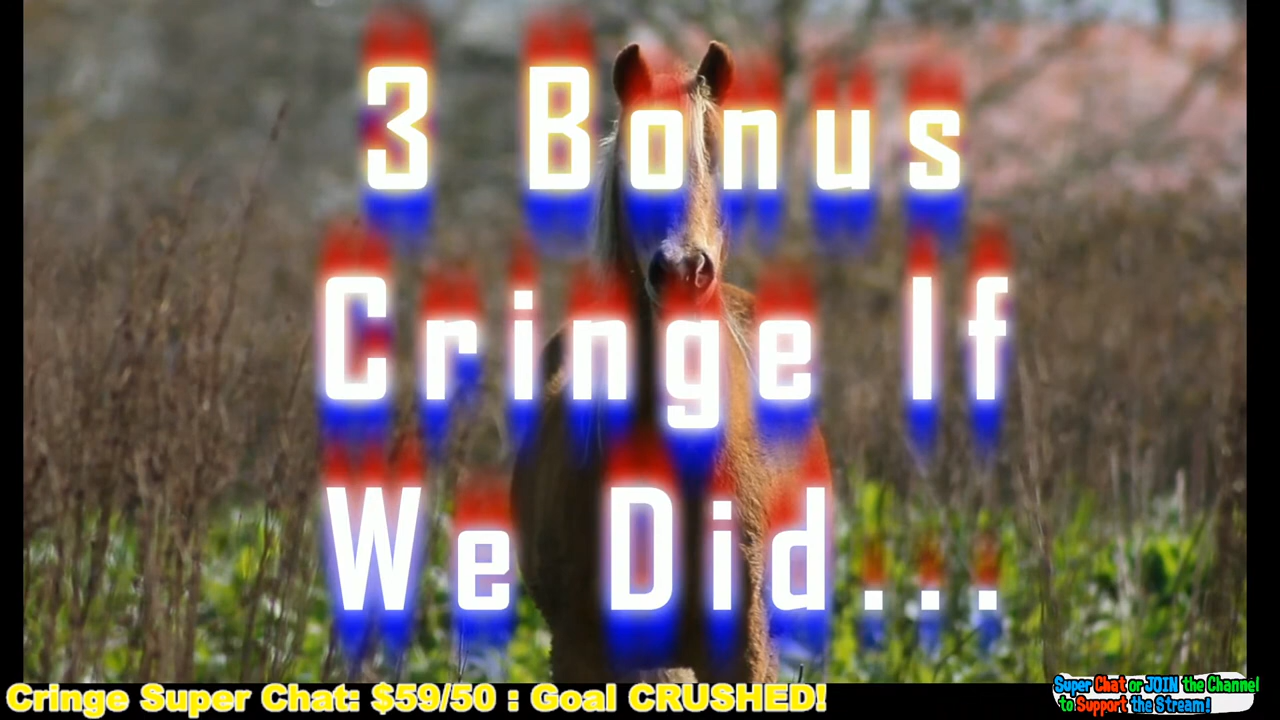 3 Bonus
Cringe If
We Did...
Cringe Super Chat: $59/50 : Goal CRUSHED!
Super Chat or JOIN the Channel
to Support the Stream!